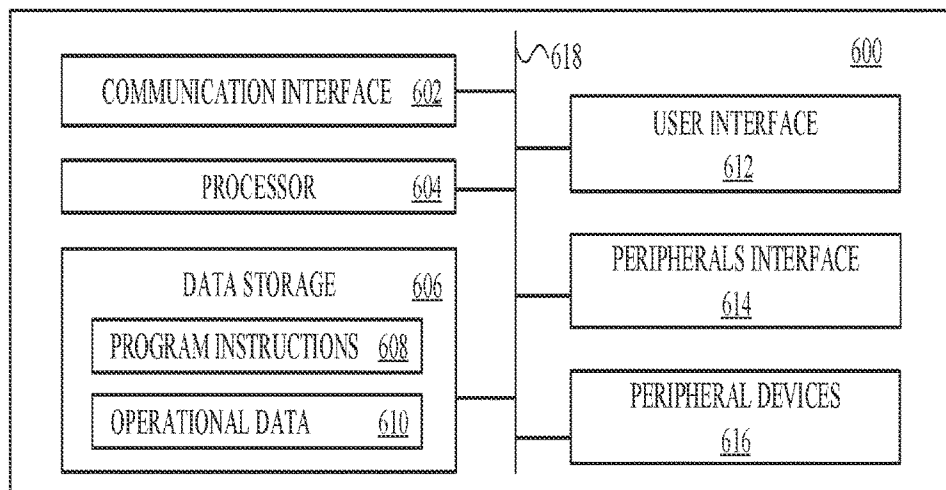 618
600
COMMUNICATION INTERFACE 602
PROCESSOR 604
DATA STORAGE 606
PROGRAM INSTRUCTIONS 608
OPERATIONAL DATA 610
USER INTERFACE
612
PERIPHERALS INTERFACE
614
PERIPHERAL DEVICES
616